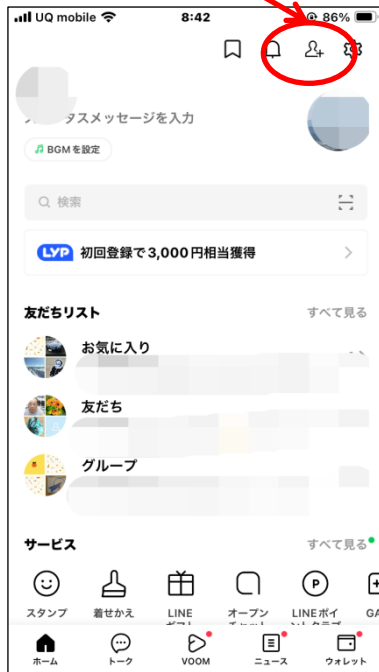 UQ mobile 8:42 86%
スメッセージを入力
BGMを設定
検索
LYP 初回登録で3,000円相当獲得
友だちリスト すべて見る
お気に入り
友だち
グループ
サービス すべて見る
スタンプ 着せかえ LINE オープン LINEポイ GA
ホーム トーク VOOM ニュース ウォレット